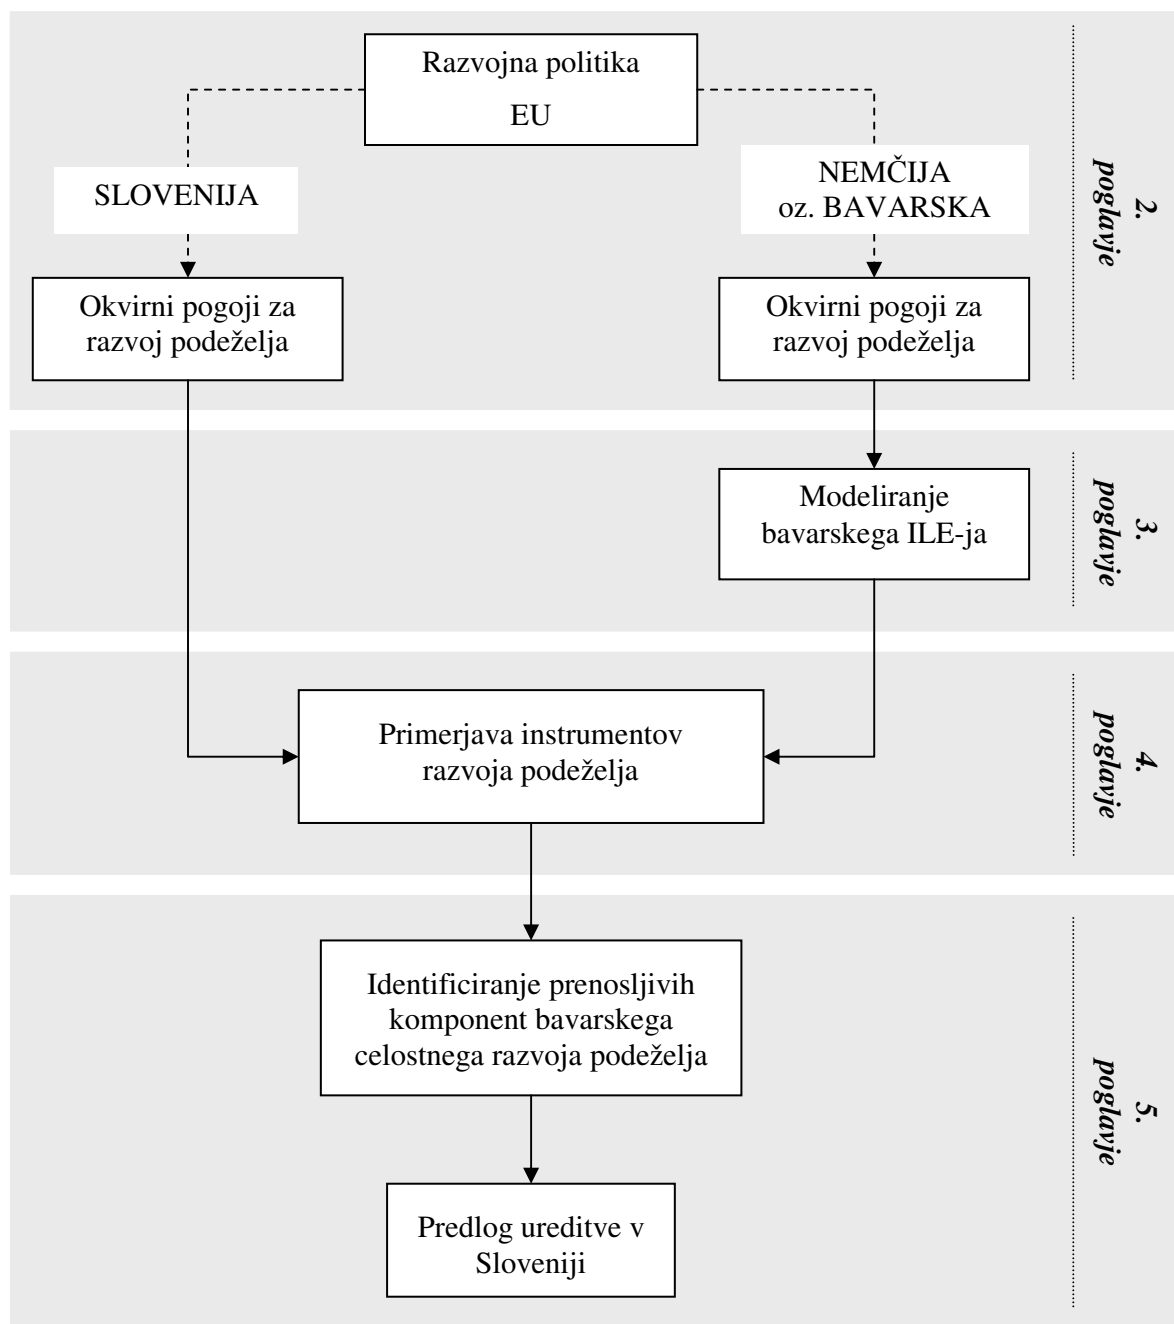 Razvojna politika
EU
SLOVENIJA
NEMČIJA
oz. BAVARSKA
Okvirni pogoji za
razvoj podeželja
Okvirni pogoji za
razvoj podeželja
2.
poglavje
Modeliranje
bavarskega ILE-ja
3.
poglavje
Primerjava instrumentov
razvoja podeželja
4.
poglavje
Identificiranje prenosljivih
komponent bavarskega
celostnega razvoja podeželja
Predlog ureditve v
Sloveniji
5.
poglavje